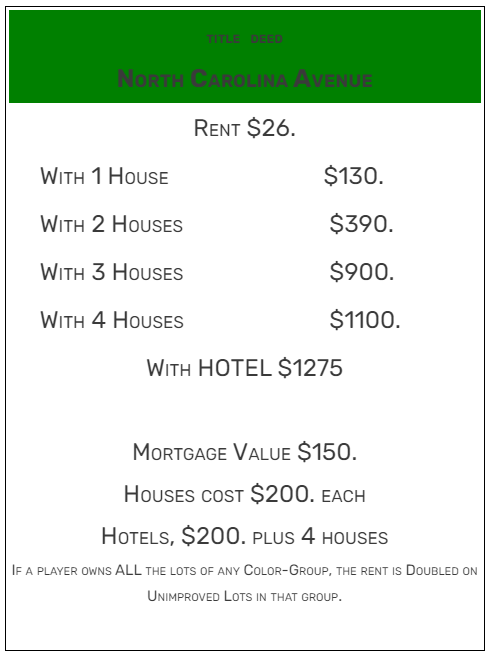 TITLE DEED
North Carolina Avenue
Rent $26.
With 1 House $130.
With 2 Houses $390.
With 3 Houses $900.
With 4 Houses $1100.
With HOTEL $1275
Mortgage Value $150.
Houses cost $200. each
Hotels, $200. plus 4 houses
If a player owns ALL the lots of any Color-Group, the rent is Doubled on
Unimproved Lots in that group.